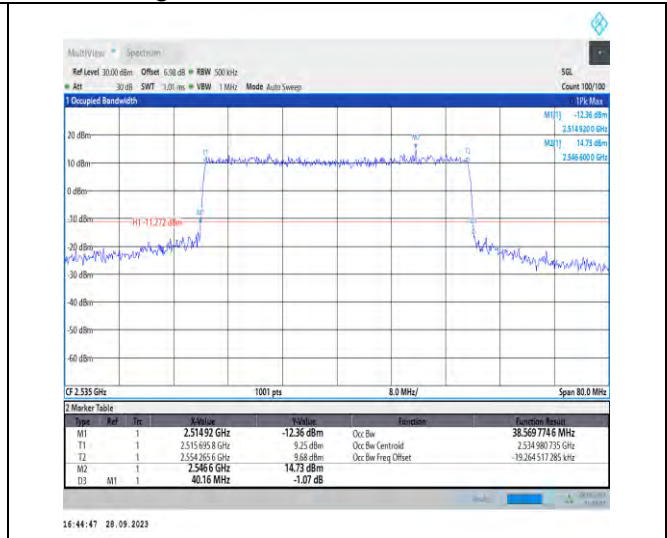 MultiView Spectrum
Ref Level 30.00 dBm Offset 6.98 dB RBW 500 kHz SGL
Att 30 dB SWT 1.01 ms VBW 1 MHz Mode Auto Sweep Count 100/100
1 Occupied Bandwidth 1Pk Max
M1[1] -12.36 dBm
2.514 920 0 GHz
20 dBm
M2[1] 14.73 dBm
2.546 600 0 GHz
T1 M2 T2
10 dBm
0 dBm
-10 dBm
H1 -11.272 dBm
-20 dBm
-30 dBm
-40 dBm
-50 dBm
-60 dBm
CF 2.535 GHz 1001 pts 8.0 MHz/ Span 80.0 MHz
2 Marker Table
Type Ref Trc X-Value Y-Value Function Function Result
M1 1 2.514 92 GHz -12.36 dBm Occ Bw 38.569 774 6 MHz
T1 1 2.515 695 8 GHz 9.25 dBm Occ Bw Centroid 2.534 980 735 GHz
T2 1 2.554 265 6 GHz 9.68 dBm Occ Bw Freq Offset -19.264 517 285 kHz
M2 1 2.546 6 GHz 14.73 dBm
D3 M1 1 40.16 MHz -1.07 dB
16:44:47 28.09.2023